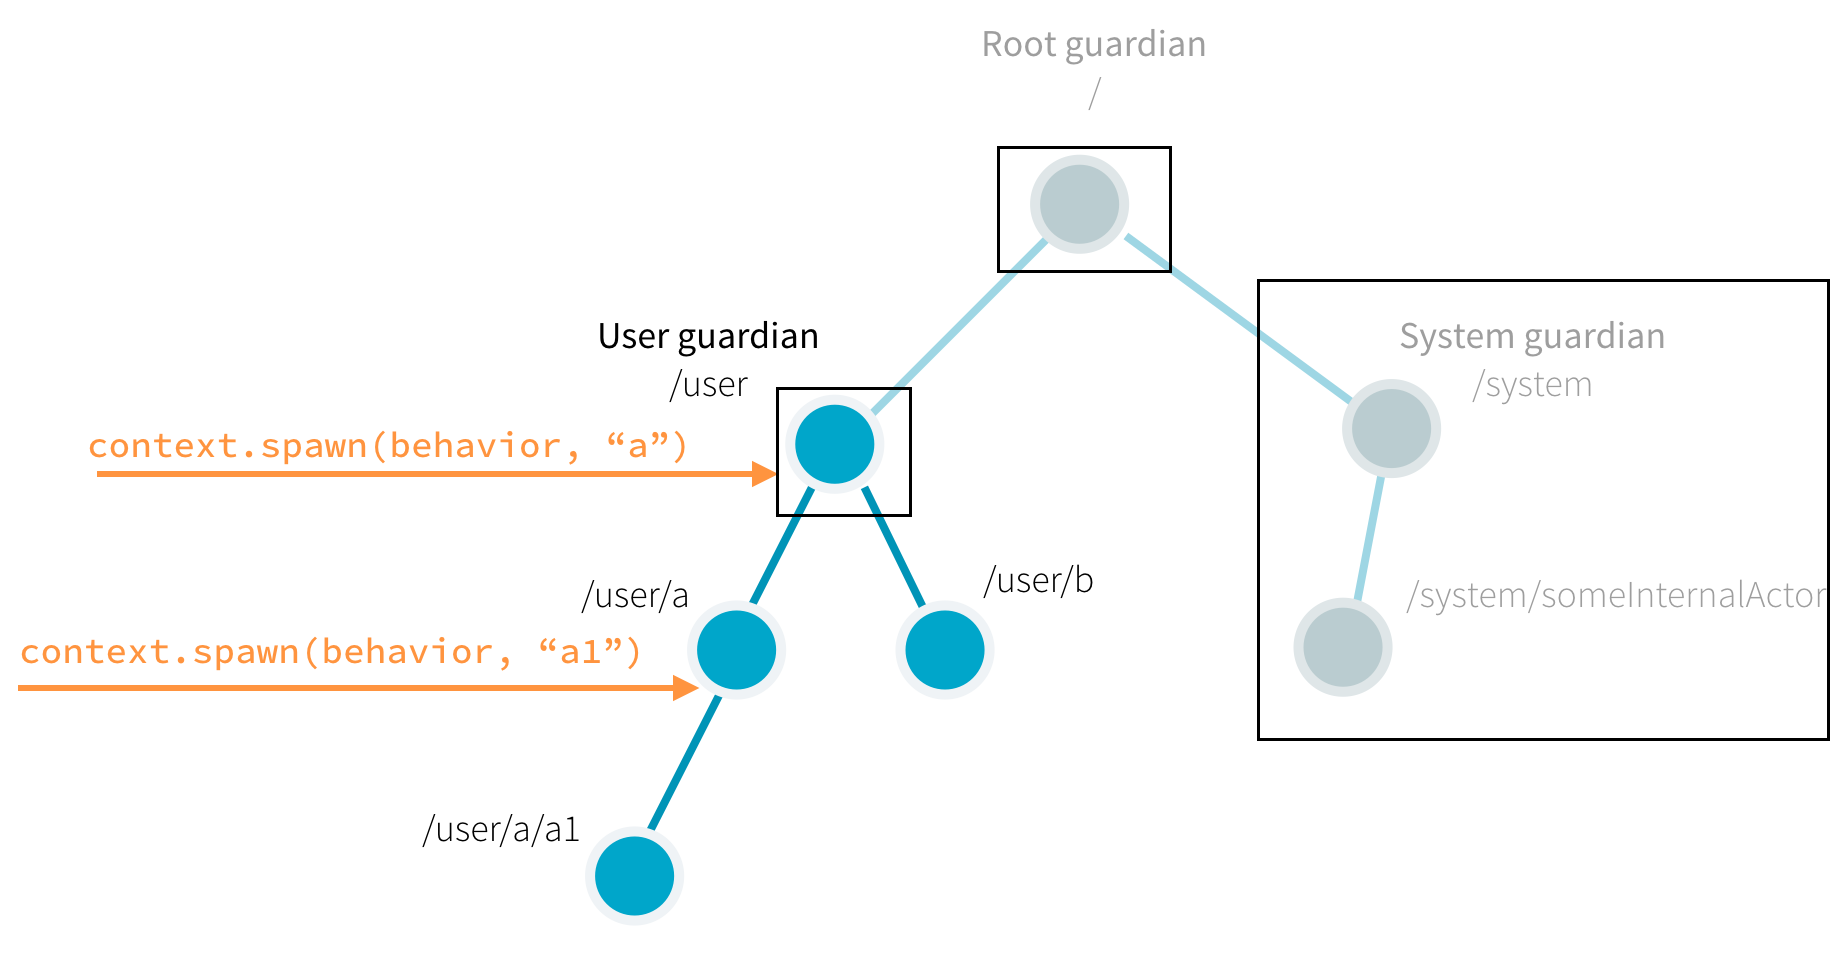 Root guardian
/
User guardian
/user
System guardian
/system
context.spawn(behavior, “a”)
/user/a
/user/b
/system/someInternalActor
context.spawn(behavior, “a1”)
/user/a/a1